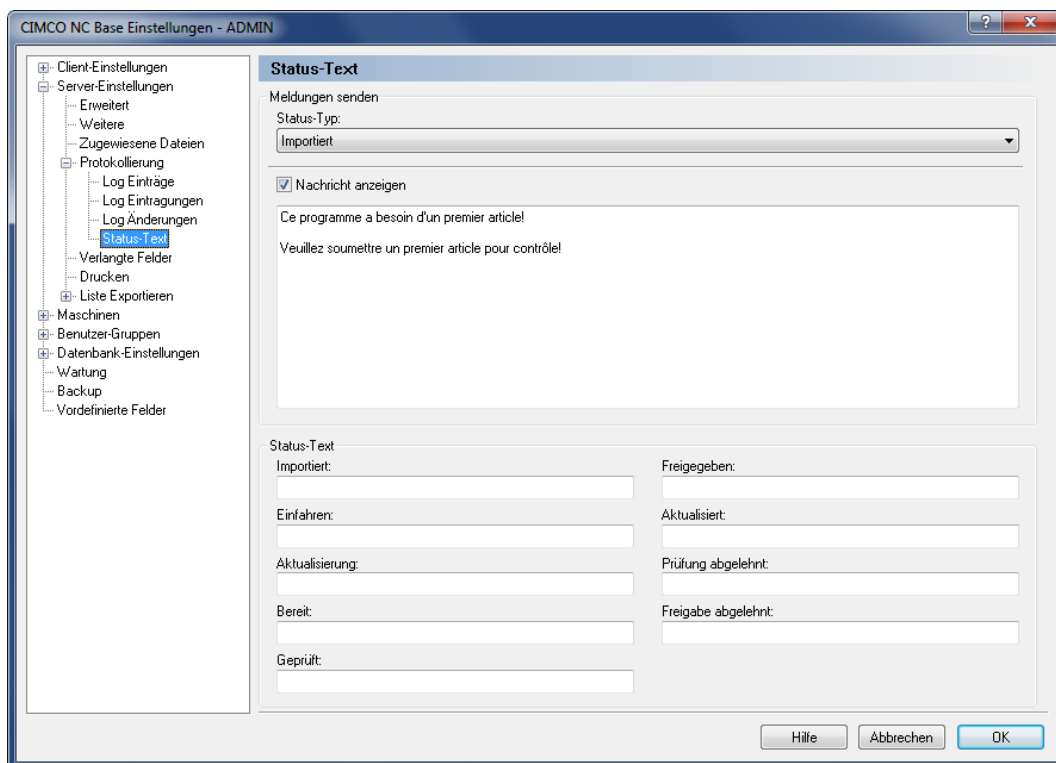 CIMCO NC Base Einstellungen - ADMIN
Client-Einstellungen
Server-Einstellungen
Erweitert
Weitere
Zugewiesene Dateien
Protokollierung
Log Einträge
Log Eintragungen
Log Änderungen
Status-Text
Verlangte Felder
Drucken
Liste Exportieren
Maschinen
Benutzer-Gruppen
Datenbank-Einstellungen
Wartung
Backup
Vordefinierte Felder
Status-Text
Meldungen senden
Status-Typ:
Importiert
Nachricht anzeigen
Ce programme a besoin d'un premier article!
Veuillez soumettre un premier article pour contrôle!
Status-Text
Importiert:
Freigegeben:
Einfahren:
Aktualisiert:
Aktualisierung:
Prüfung abgelehnt:
Bereit:
Freigabe abgelehnt:
Geprüft:
Hilfe
Abbrechen
OK